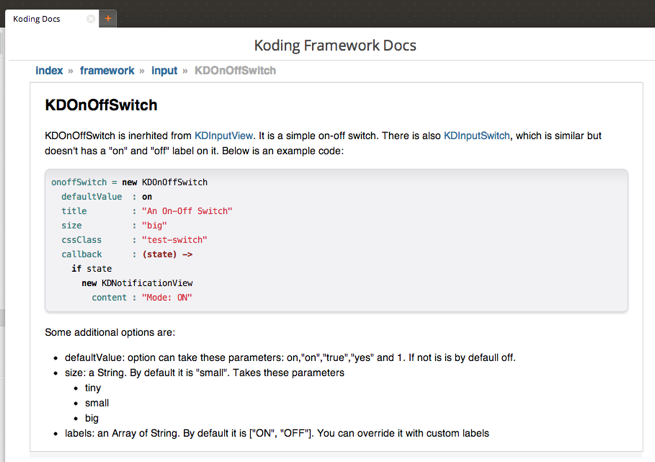 Koding Docs
+
Koding Framework Docs
index » framework » input » KDOnOffSwitch
KDOnOffSwitch
KDOnOffSwitch is inerhited from KDInputView. It is a simple on-off switch. There is also KDInputSwitch, which is similar but
doesn't has a "on" and "off" label on it. Below is an example code:
onoffSwitch = new KDOnOffSwitch
defaultValue : on
title : "An On-Off Switch"
size : "big"
cssClass : "test-switch"
callback : (state) ->
if state
new KDNotificationView
content : "Mode: ON"
Some additional options are:
• defaultValue: option can take these parameters: on,"on","true","yes" and 1. If not is is by defaull off.
• size: a String. By default it is "small". Takes these parameters
• tiny
• small
• big
• labels: an Array of String. By default it is ["ON", "OFF"]. You can override it with custom labels